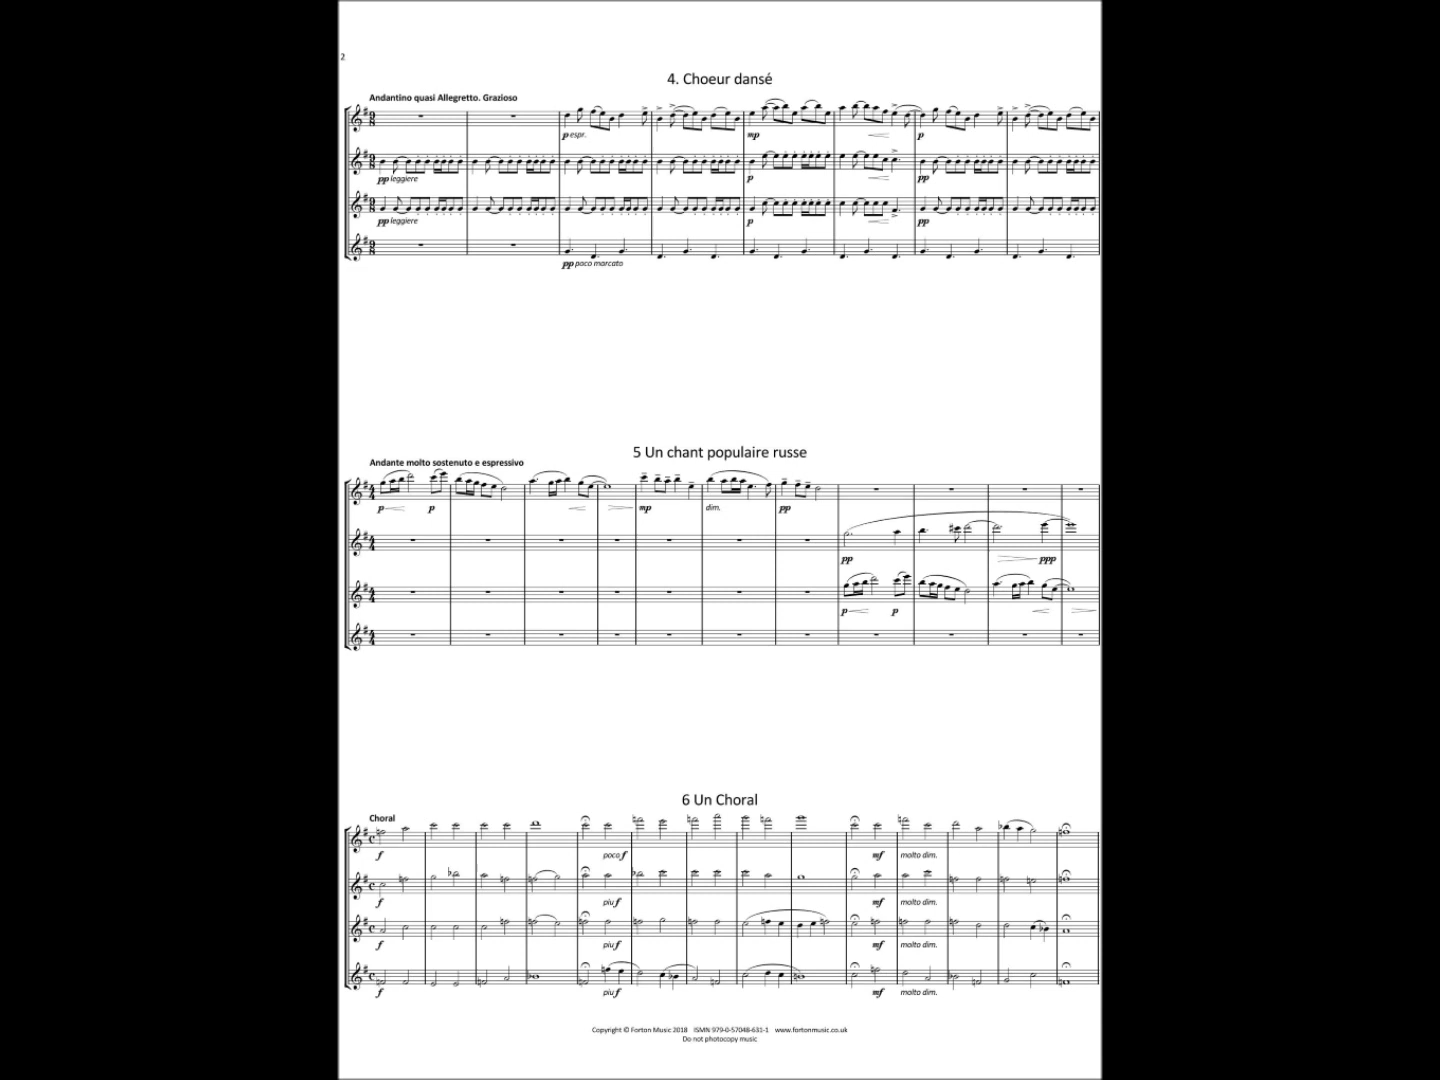 2
4. Choeur dansé
Andantino quasi Allegretto. Grazioso
p espr.
mp
p
pp leggiere
p
pp
pp leggiere
p
pp
pp poco marcato
5 Un chant populaire russe
Andante molto sostenuto e espressivo
p
p
mp
dim.
pp
pp
ppp
p
p
6 Un Choral
Choral
f
poco f
mf
molto dim.
f
piu f
mf
molto dim.
f
piu f
mf
molto dim.
f
piu f
mf
molto dim.
Copyright © Forton Music 2018 ISMN 979-0-57048-631-1 www.fortonmusic.co.uk
Do not photocopy music